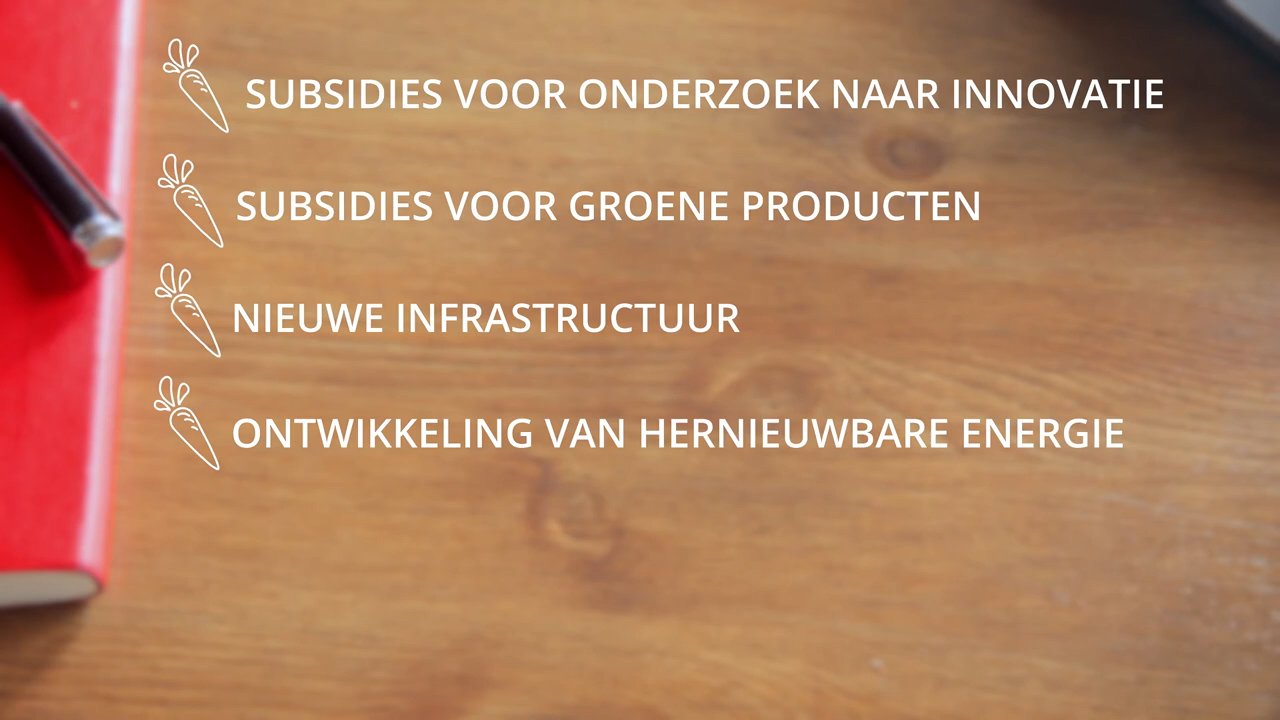 SUBSIDIES VOOR ONDERZOEK NAAR INNOVATIE
SUBSIDIES VOOR GROENE PRODUCTEN
NIEUWE INFRASTRUCTUUR
ONTWIKKELING VAN HERNIEUWBARE ENERGIE